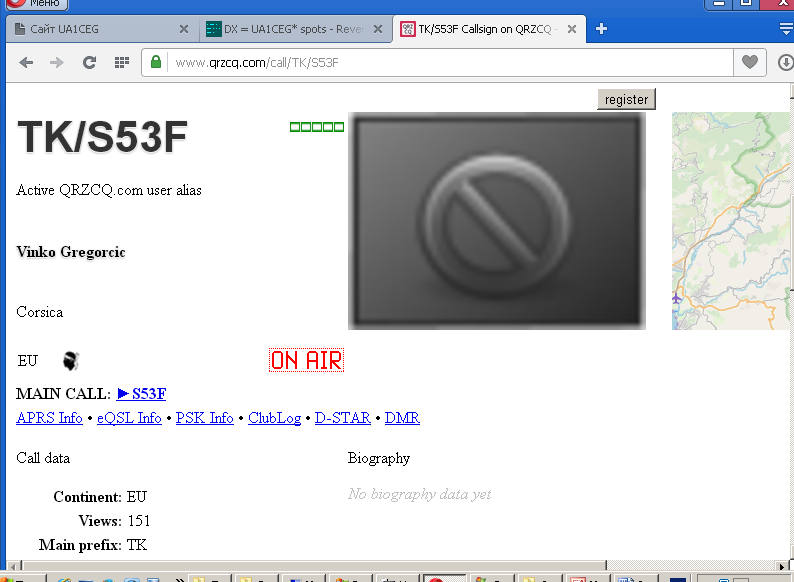 Меню
Сайт UA1CEG
DX = UA1CEG* spots - Rever
QRZ CQ
TK/S53F Callsign on QRZCQ -
www.qrzcq.com/call/TK/S53F
register
TK/S53F
Active QRZCQ.com user alias
Vinko Gregorcic
Corsica
EU
ON AIR
MAIN CALL: ►S53F
APRS Info • eQSL Info • PSK Info • ClubLog • D-STAR • DMR
Call data
Biography
Continent: EU
No biography data yet
Views: 151
Main prefix: TK